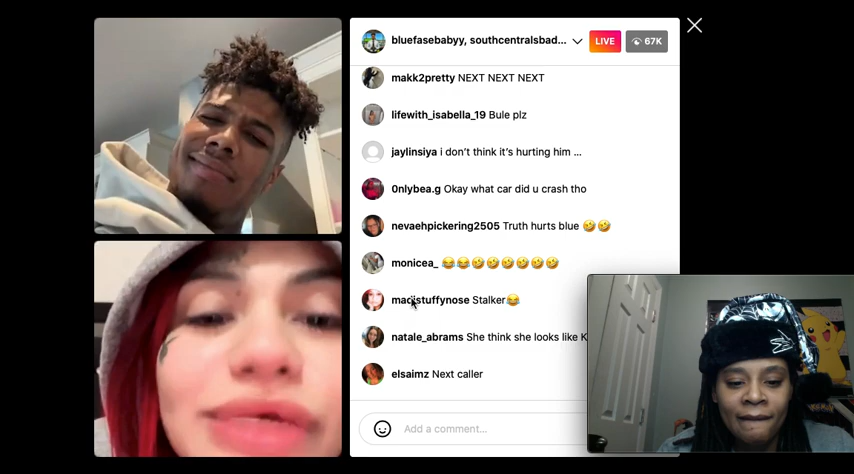 bluefasebabyy, southcentralsbad...
LIVE
67K
makk2pretty NEXT NEXT NEXT
lifewith_isabella_19 Bule plz
jaylinsiya i don’t think it’s hurting him ...
0nlybea.g Okay what car did u crash tho
nevaehpickering2505 Truth hurts blue 🤣🤣
monicea_ 😂😂🤣🤣🤣🤣🤣🤣
stuffynose Stalker😂
natale_abrams She think she looks like K
elsaimz Next caller
Add a comment...